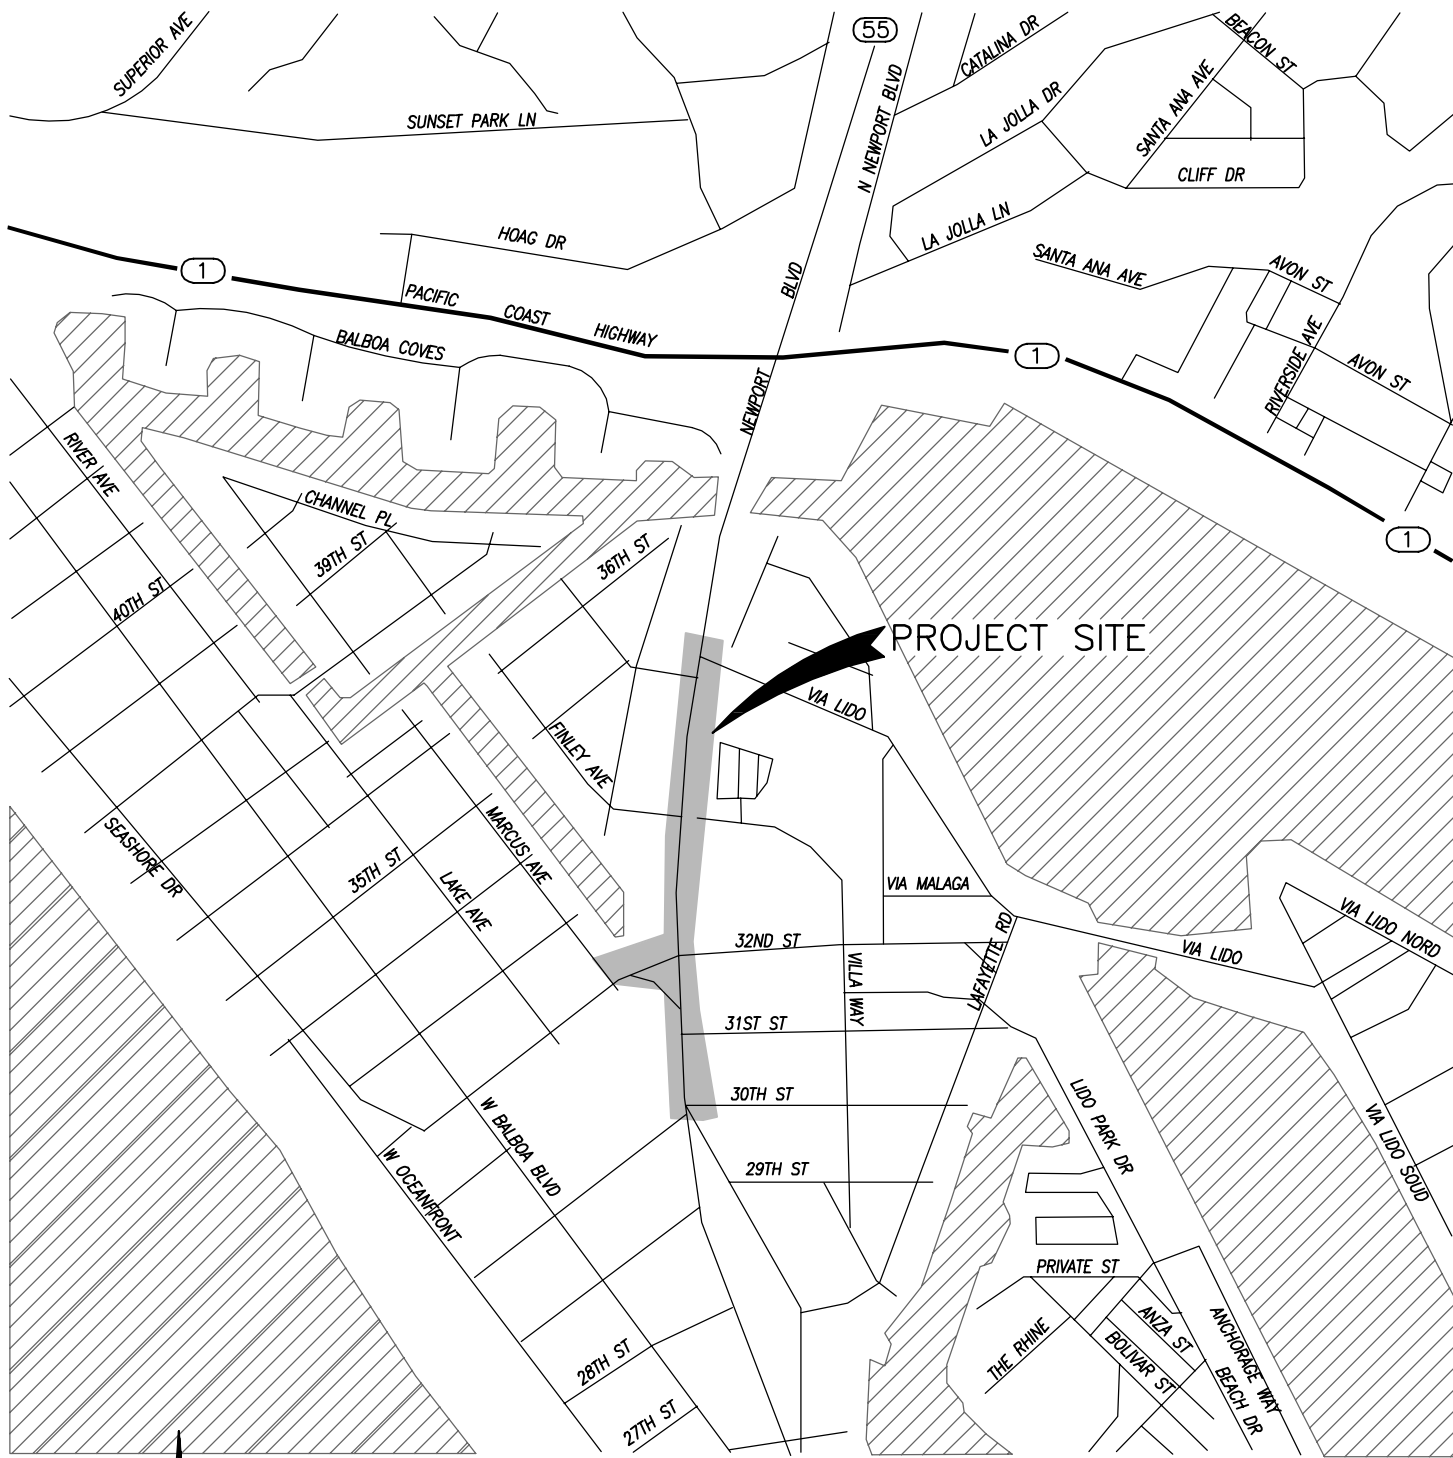 SUPERIOR AVE
55
CATALINA DR
BEACON ST
N NEWPORT BLVD
SANTA ANA AVE
LA JOLLA DR
SUNSET PARK LN
CLIFF DR
LA JOLLA LN
HOAG DR
SANTA ANA AVE
AVON ST
1
PACIFIC COAST HIGHWAY
BLVD
BALBOA COVES
1
RIVERSIDE AVE
AVON ST
NEWPORT
RIVER AVE
CHANNEL PL
1
39TH ST
36TH ST
40TH ST
PROJECT SITE
VIA LIDO
FINLEY AVE
SEASHORE DR
MARCUS AVE
35TH ST
LAKE AVE
VIA MALAGA
VIA LIDO NORD
32ND ST
LAFAYETTE RD
VIA LIDO
VILLA WAY
31ST ST
30TH ST
W BALBOA BLVD
LIDO PARK DR
VIA LIDO SOUD
29TH ST
W OCEANFRONT
PRIVATE ST
ANZA ST
ANCHORAGE WAY
THE RHINE
BOLIVAR ST
BEACH DR
28TH ST
27TH ST